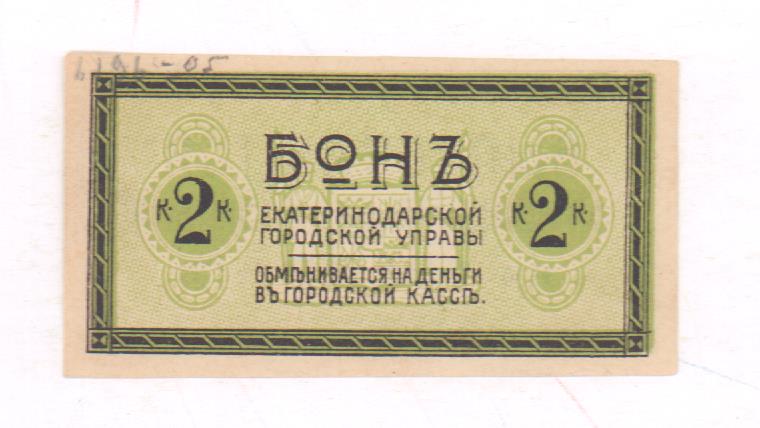 БОНЪ
К. 2 К.
К. 2 К.
ЕКАТЕРИНОДАРСКОЙ
ГОРОДСКОЙ УПРАВЫ
ОБМѢНИВАЕТСЯ НА ДЕНЬГИ
ВЪ ГОРОДСКОЙ КАССѢ.